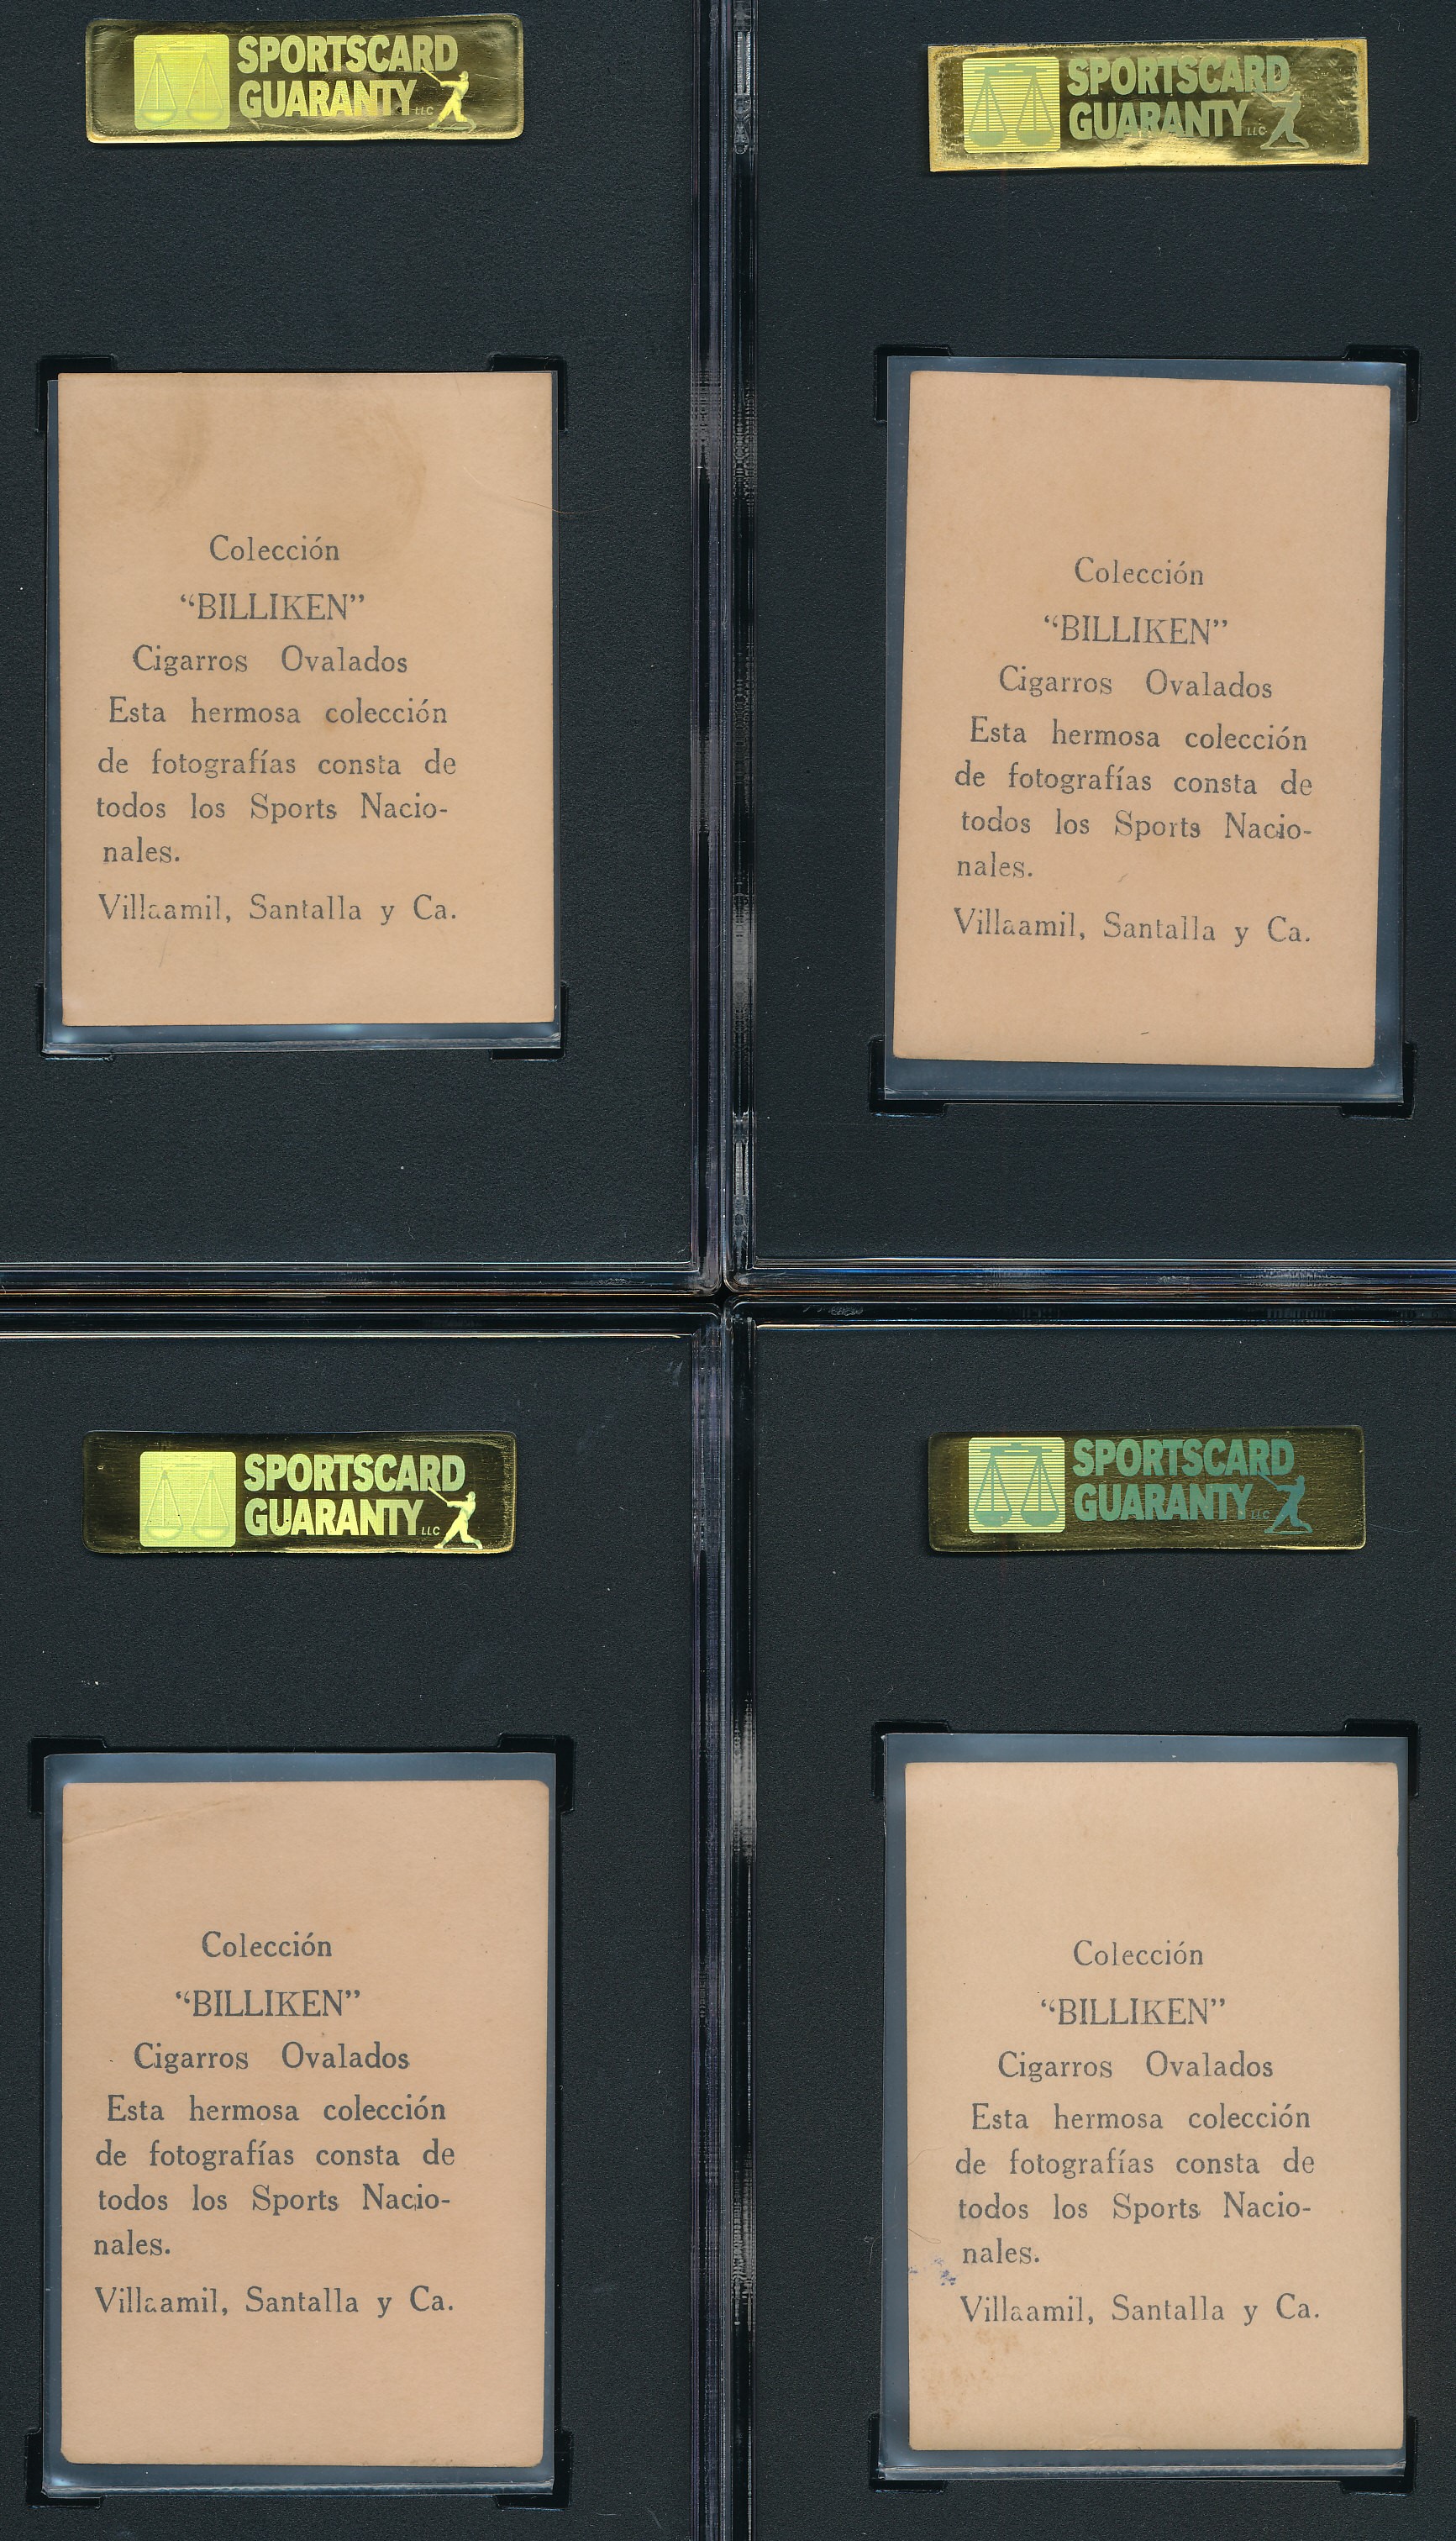 SPORTSCARD
GUARANTY LLC
Colección
“BILLIKEN”
Cigarros Ovalados
Esta hermosa colección
de fotografías consta de
todos los Sports Nacio-
nales.
Villaamil, Santalla y Ca.
SPORTSCARD
GUARANTY LLC
Colección
“BILLIKEN”
Cigarros Ovalados
Esta hermosa colección
de fotografías consta de
todos los Sports Nacio-
nales.
Villaamil, Santalla y Ca.
SPORTSCARD
GUARANTY LLC
Colección
“BILLIKEN”
Cigarros Ovalados
Esta hermosa colección
de fotografías consta de
todos los Sports Nacio-
nales.
Villaamil, Santalla y Ca.
SPORTSCARD
GUARANTY LLC
Colección
“BILLIKEN”
Cigarros Ovalados
Esta hermosa colección
de fotografías consta de
todos los Sports Nacio-
nales.
Villaamil, Santalla y Ca.